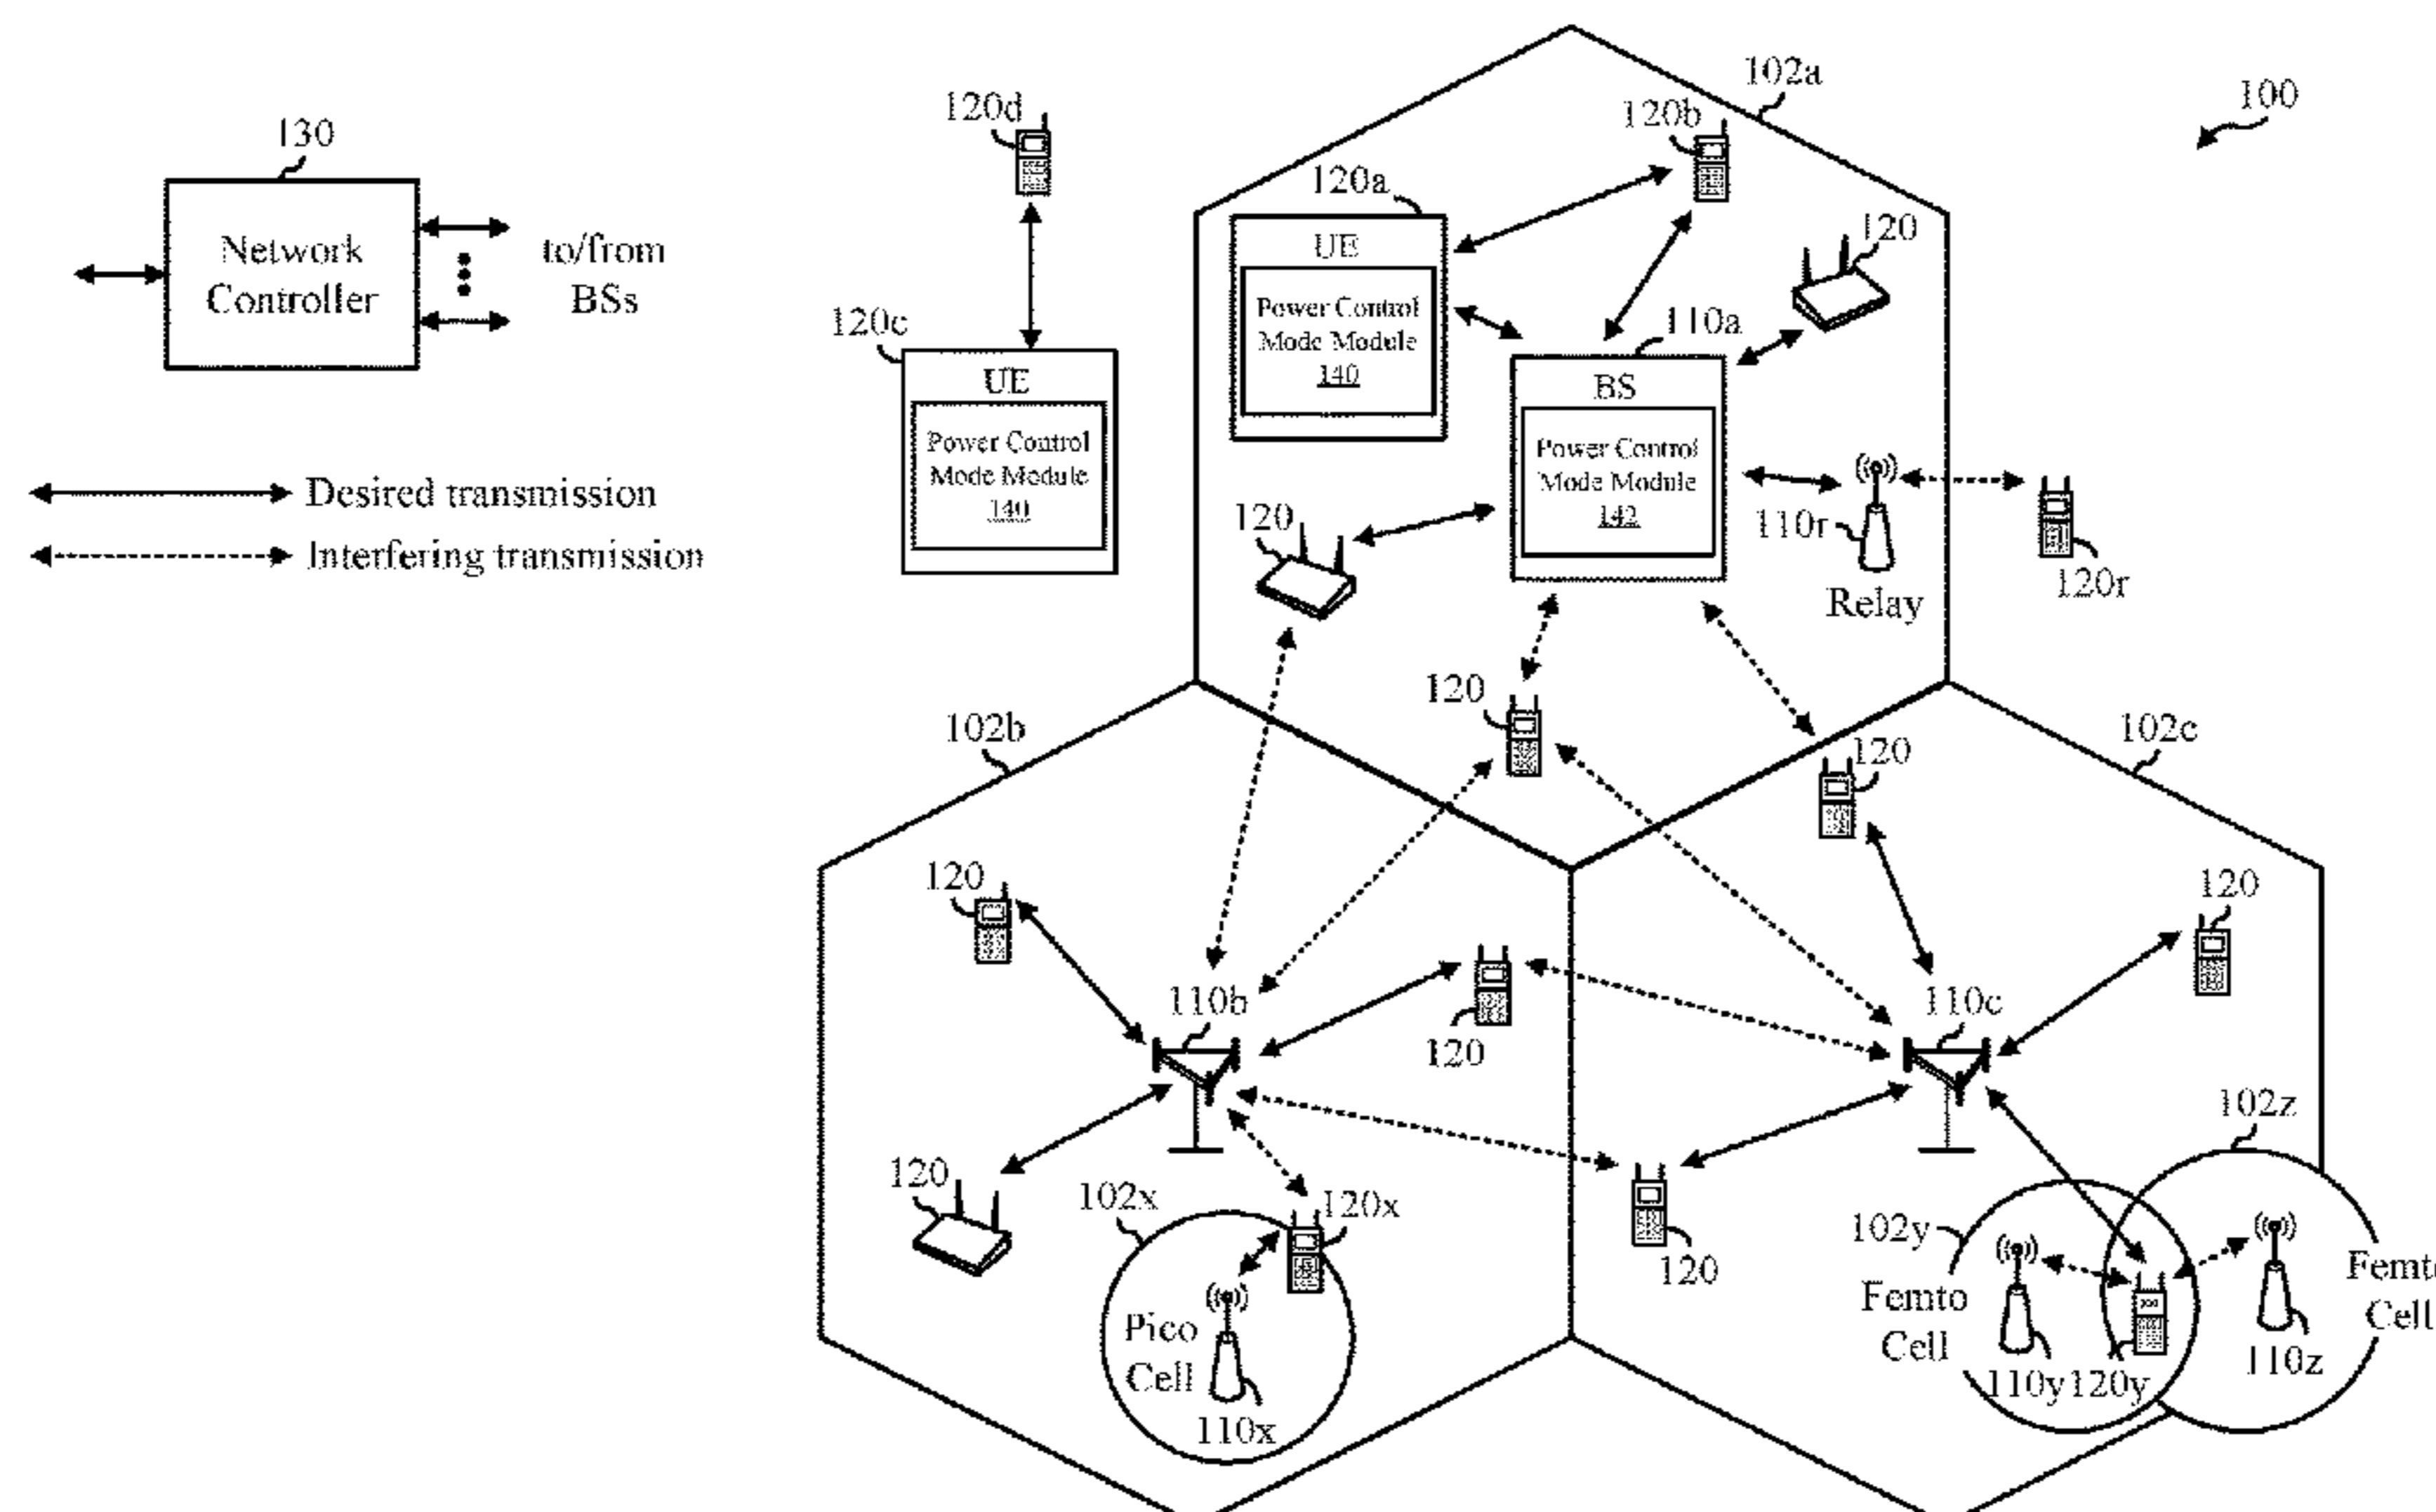 102a
100
120d
120b
130
120a
120
Network
Controller
to/from
BSs
UE
Power Control
Mode Module
140
120c
110a
UE
Power Control
Mode Module
140
BS
Power Control
Mode Module
142
Desired transmission
Interfering transmission
120
110r
Relay
120r
120
102b
102c
120
120
120
110b
110c
120
102z
120
102x
120x
120
102y
Femto
Cell
Femt
Cell
Pico
Cell
110x
110y
120y
110z